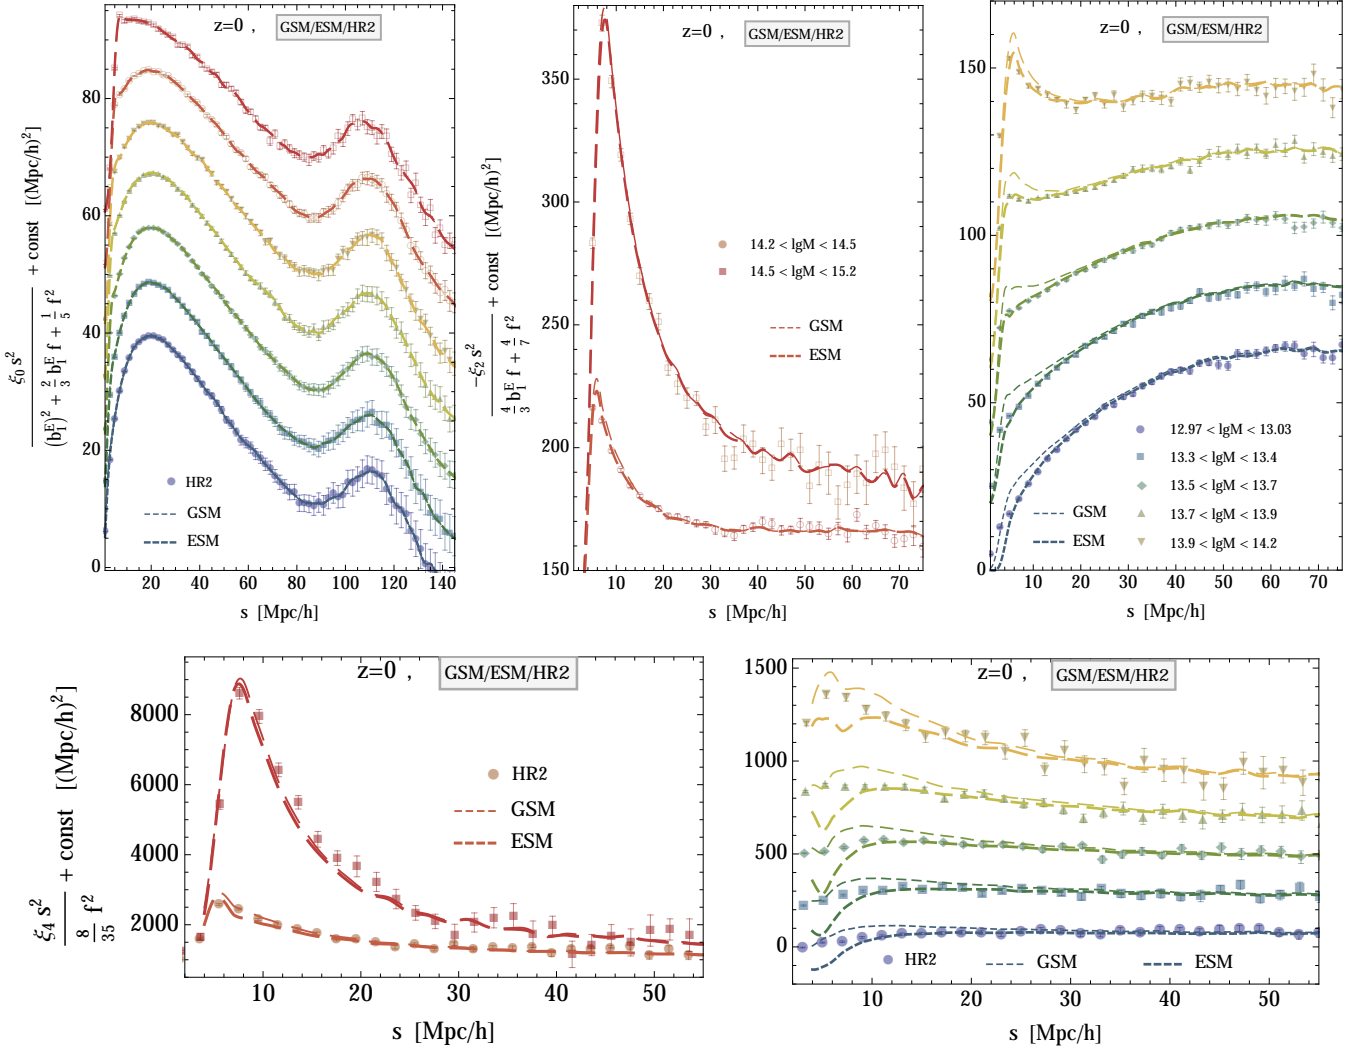 z=0 , GSM/ESM/HR2
ξ₀ s² / ((b₁ᴱ)² + 2/3 b₁ᴱ f + 1/5 f²) + const [(Mpc/h)²]
80
60
40
20
0
HR2
GSM
ESM
20 40 60 80 100 120 140
s [Mpc/h]
z=0 , GSM/ESM/HR2
−ξ₂ s² / (4/3 b₁ᴱ f + 4/7 f²) + const [(Mpc/h)²]
350
300
250
200
150
14.2 < lgM < 14.5
14.5 < lgM < 15.2
GSM
ESM
10 20 30 40 50 60 70
s [Mpc/h]
z=0 , GSM/ESM/HR2
150
100
50
0
12.97 < lgM < 13.03
13.3 < lgM < 13.4
13.5 < lgM < 13.7
13.7 < lgM < 13.9
13.9 < lgM < 14.2
GSM
ESM
10 20 30 40 50 60 70
s [Mpc/h]
z=0 , GSM/ESM/HR2
ξ₄ s² / (8/35 f²) + const [(Mpc/h)²]
8000
6000
4000
2000
HR2
GSM
ESM
10 20 30 40 50
s [Mpc/h]
z=0 , GSM/ESM/HR2
1500
1000
500
0
HR2 GSM ESM
10 20 30 40 50
s [Mpc/h]